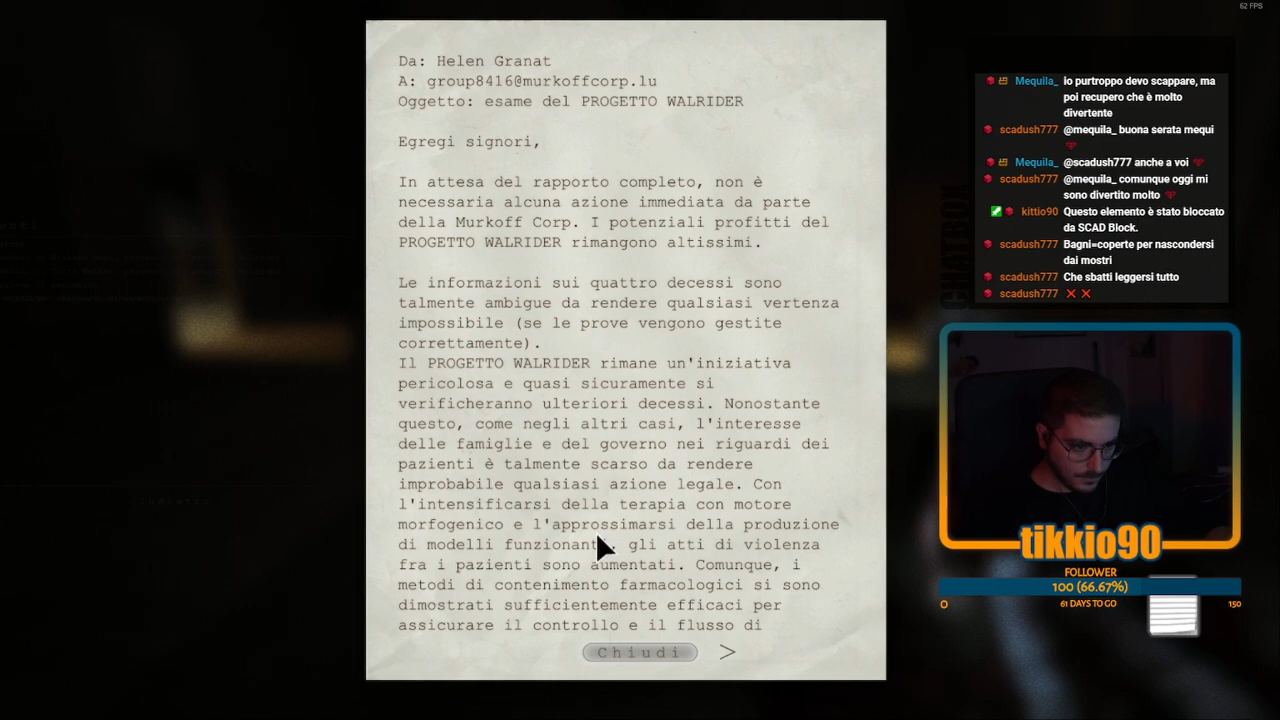 62 FPS
Da: Helen Granat
A: group8416@murkoffcorp.lu
Oggetto: esame del PROGETTO WALRIDER
Egregi signori,
In attesa del rapporto completo, non è
necessaria alcuna azione immediata da parte
della Murkoff Corp. I potenziali profitti del
PROGETTO WALRIDER rimangono altissimi.
Le informazioni sui quattro decessi sono
talmente ambigue da rendere qualsiasi vertenza
impossibile (se le prove vengono gestite
correttamente).
Il PROGETTO WALRIDER rimane un'iniziativa
pericolosa e quasi sicuramente si
verificheranno ulteriori decessi. Nonostante
questo, come negli altri casi, l'interesse
delle famiglie e del governo nei riguardi dei
pazienti è talmente scarso da rendere
improbabile qualsiasi azione legale. Con
l'intensificarsi della terapia con motore
morfogenico e l'approssimarsi della produzione
di modelli funzionanti, gli atti di violenza
fra i pazienti sono aumentati. Comunque, i
metodi di contenimento farmacologici si sono
dimostrati sufficientemente efficaci per
assicurare il controllo e il flusso di
Chiudi >
Mequila_ io purtroppo devo scappare, ma
poi recupero che è molto
divertente
scadush777 @mequila_ buona serata mequi
Mequila_ @scadush777 anche a voi
scadush777 @mequila_ comunque oggi mi
sono divertito molto
kittio90 Questo elemento è stato bloccato
da SCAD Block.
scadush777 Bagni=coperte per nascondersi
dai mostri
scadush777 Che sbatti leggersi tutto
scadush777
CHATBOX
tikkio90
FOLLOWER
100 (66.67%)
0 61 DAYS TO GO 150